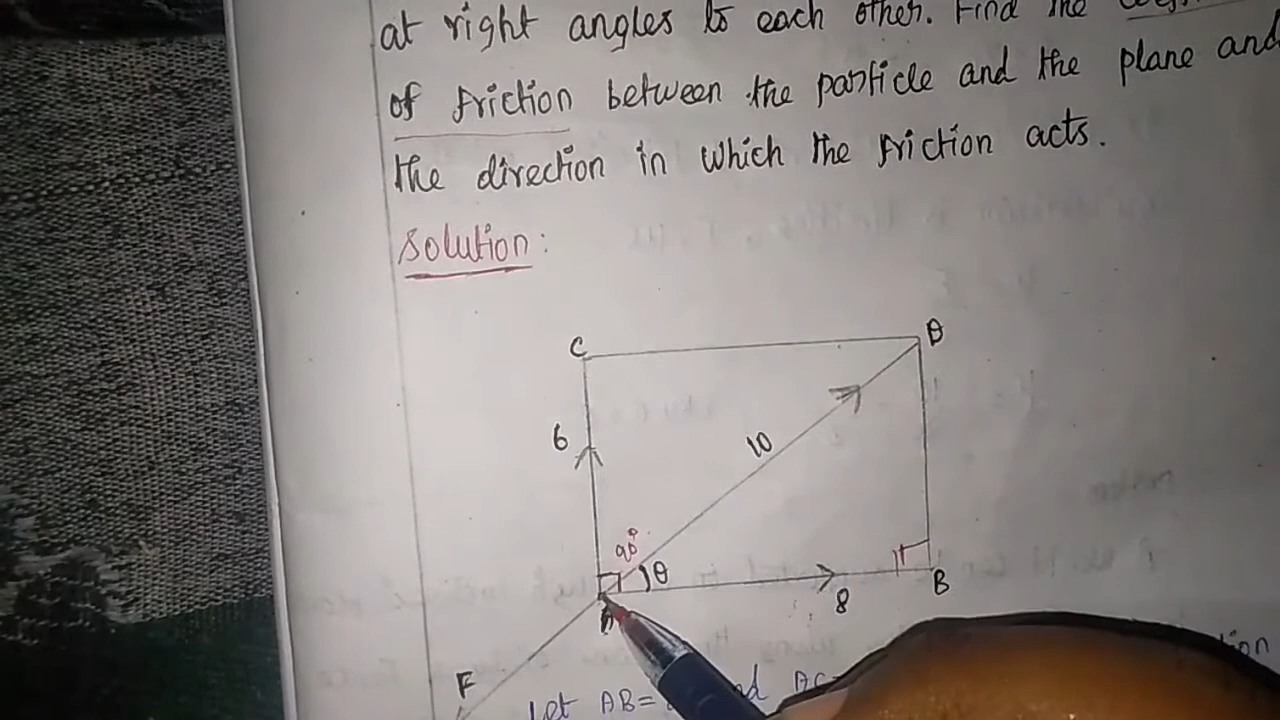 at right angles to each other. Find the
of friction between the particle and the plane and
the direction in which the friction acts.
Solution:
C
D
6
10
90°
θ
8
B
A
F
Let AB= AC=